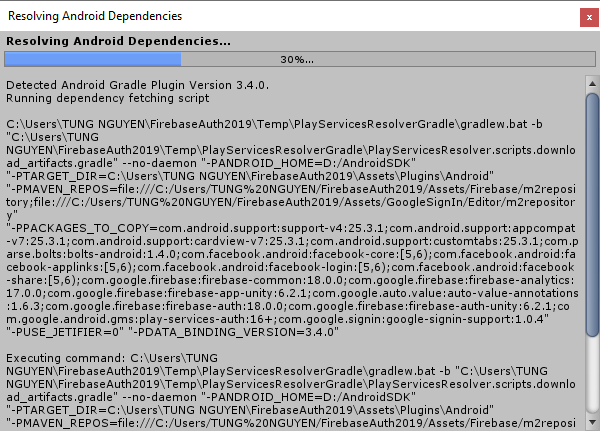 Resolving Android Dependencies
x
Resolving Android Dependencies...
30%...
Detected Android Gradle Plugin Version 3.4.0.
Running dependency fetching script
C:\Users\TUNG NGUYEN\FirebaseAuth2019\Temp\PlayServicesResolverGradle\gradlew.bat -b
"C:\Users\TUNG
NGUYEN\FirebaseAuth2019\Temp\PlayServicesResolverGradle\PlayServicesResolver.scripts.downlo
ad_artifacts.gradle" --no-daemon "-PANDROID_HOME=D:/AndroidSDK"
"-PTARGET_DIR=C:\Users\TUNG NGUYEN\FirebaseAuth2019\Assets\Plugins\Android"
"-PMAVEN_REPOS=file:///C:/Users/TUNG%20NGUYEN/FirebaseAuth2019/Assets/Firebase/m2reposi
tory;file:///C:/Users/TUNG%20NGUYEN/FirebaseAuth2019/Assets/GoogleSignIn/Editor/m2repositor
y"
"-PPACKAGES_TO_COPY=com.android.support:support-v4:25.3.1;com.android.support:appcompat
-v7:25.3.1;com.android.support:cardview-v7:25.3.1;com.android.support:customtabs:25.3.1;com.p
arse.bolts:bolts-android:1.4.0;com.facebook.android:facebook-core:[5,6);com.facebook.android:fa
cebook-applinks:[5,6);com.facebook.android:facebook-login:[5,6);com.facebook.android:facebook
-share:[5,6);com.google.firebase:firebase-common:18.0.0;com.google.firebase:firebase-analytics:
17.0.0;com.google.firebase:firebase-app-unity:6.2.1;com.google.auto.value:auto-value-annotations
:1.6.3;com.google.firebase:firebase-auth:18.0.0;com.google.firebase:firebase-auth-unity:6.2.1;co
m.google.android.gms:play-services-auth:16+;com.google.signin:google-signin-support:1.0.4"
"-PUSE_JETIFIER=0" "-PDATA_BINDING_VERSION=3.4.0"
Executing command: C:\Users\TUNG
NGUYEN\FirebaseAuth2019\Temp\PlayServicesResolverGradle\gradlew.bat -b "C:\Users\TUNG
NGUYEN\FirebaseAuth2019\Temp\PlayServicesResolverGradle\PlayServicesResolver.scripts.downlo
ad_artifacts.gradle" --no-daemon "-PANDROID_HOME=D:/AndroidSDK"
"-PTARGET_DIR=C:\Users\TUNG NGUYEN\FirebaseAuth2019\Assets\Plugins\Android"
"-PMAVEN_REPOS=file:///C:/Users/TUNG%20NGUYEN/FirebaseAuth2019/Assets/Firebase/m2reposi